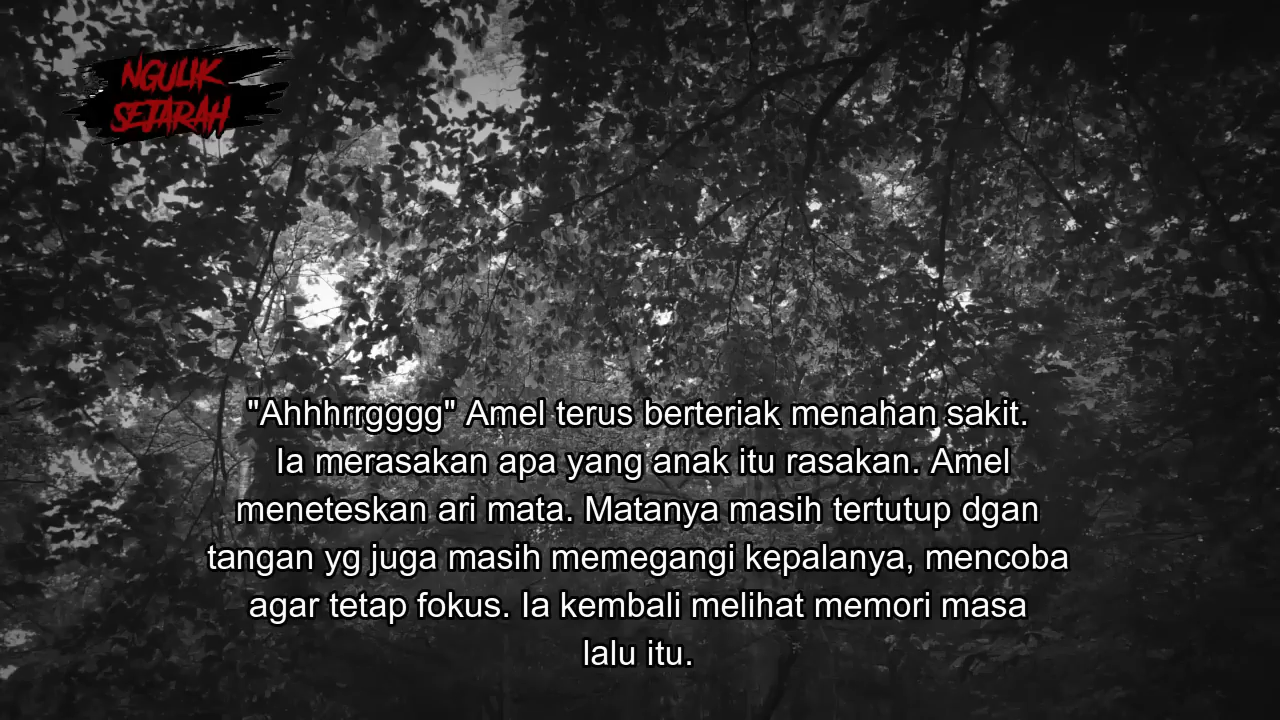 NGULIK
SEJARAH
"Ahhhrrgggg" Amel terus berteriak menahan sakit.
Ia merasakan apa yang anak itu rasakan. Amel
meneteskan ari mata. Matanya masih tertutup dgan
tangan yg juga masih memegangi kepalanya, mencoba
agar tetap fokus. Ia kembali melihat memori masa
lalu itu.